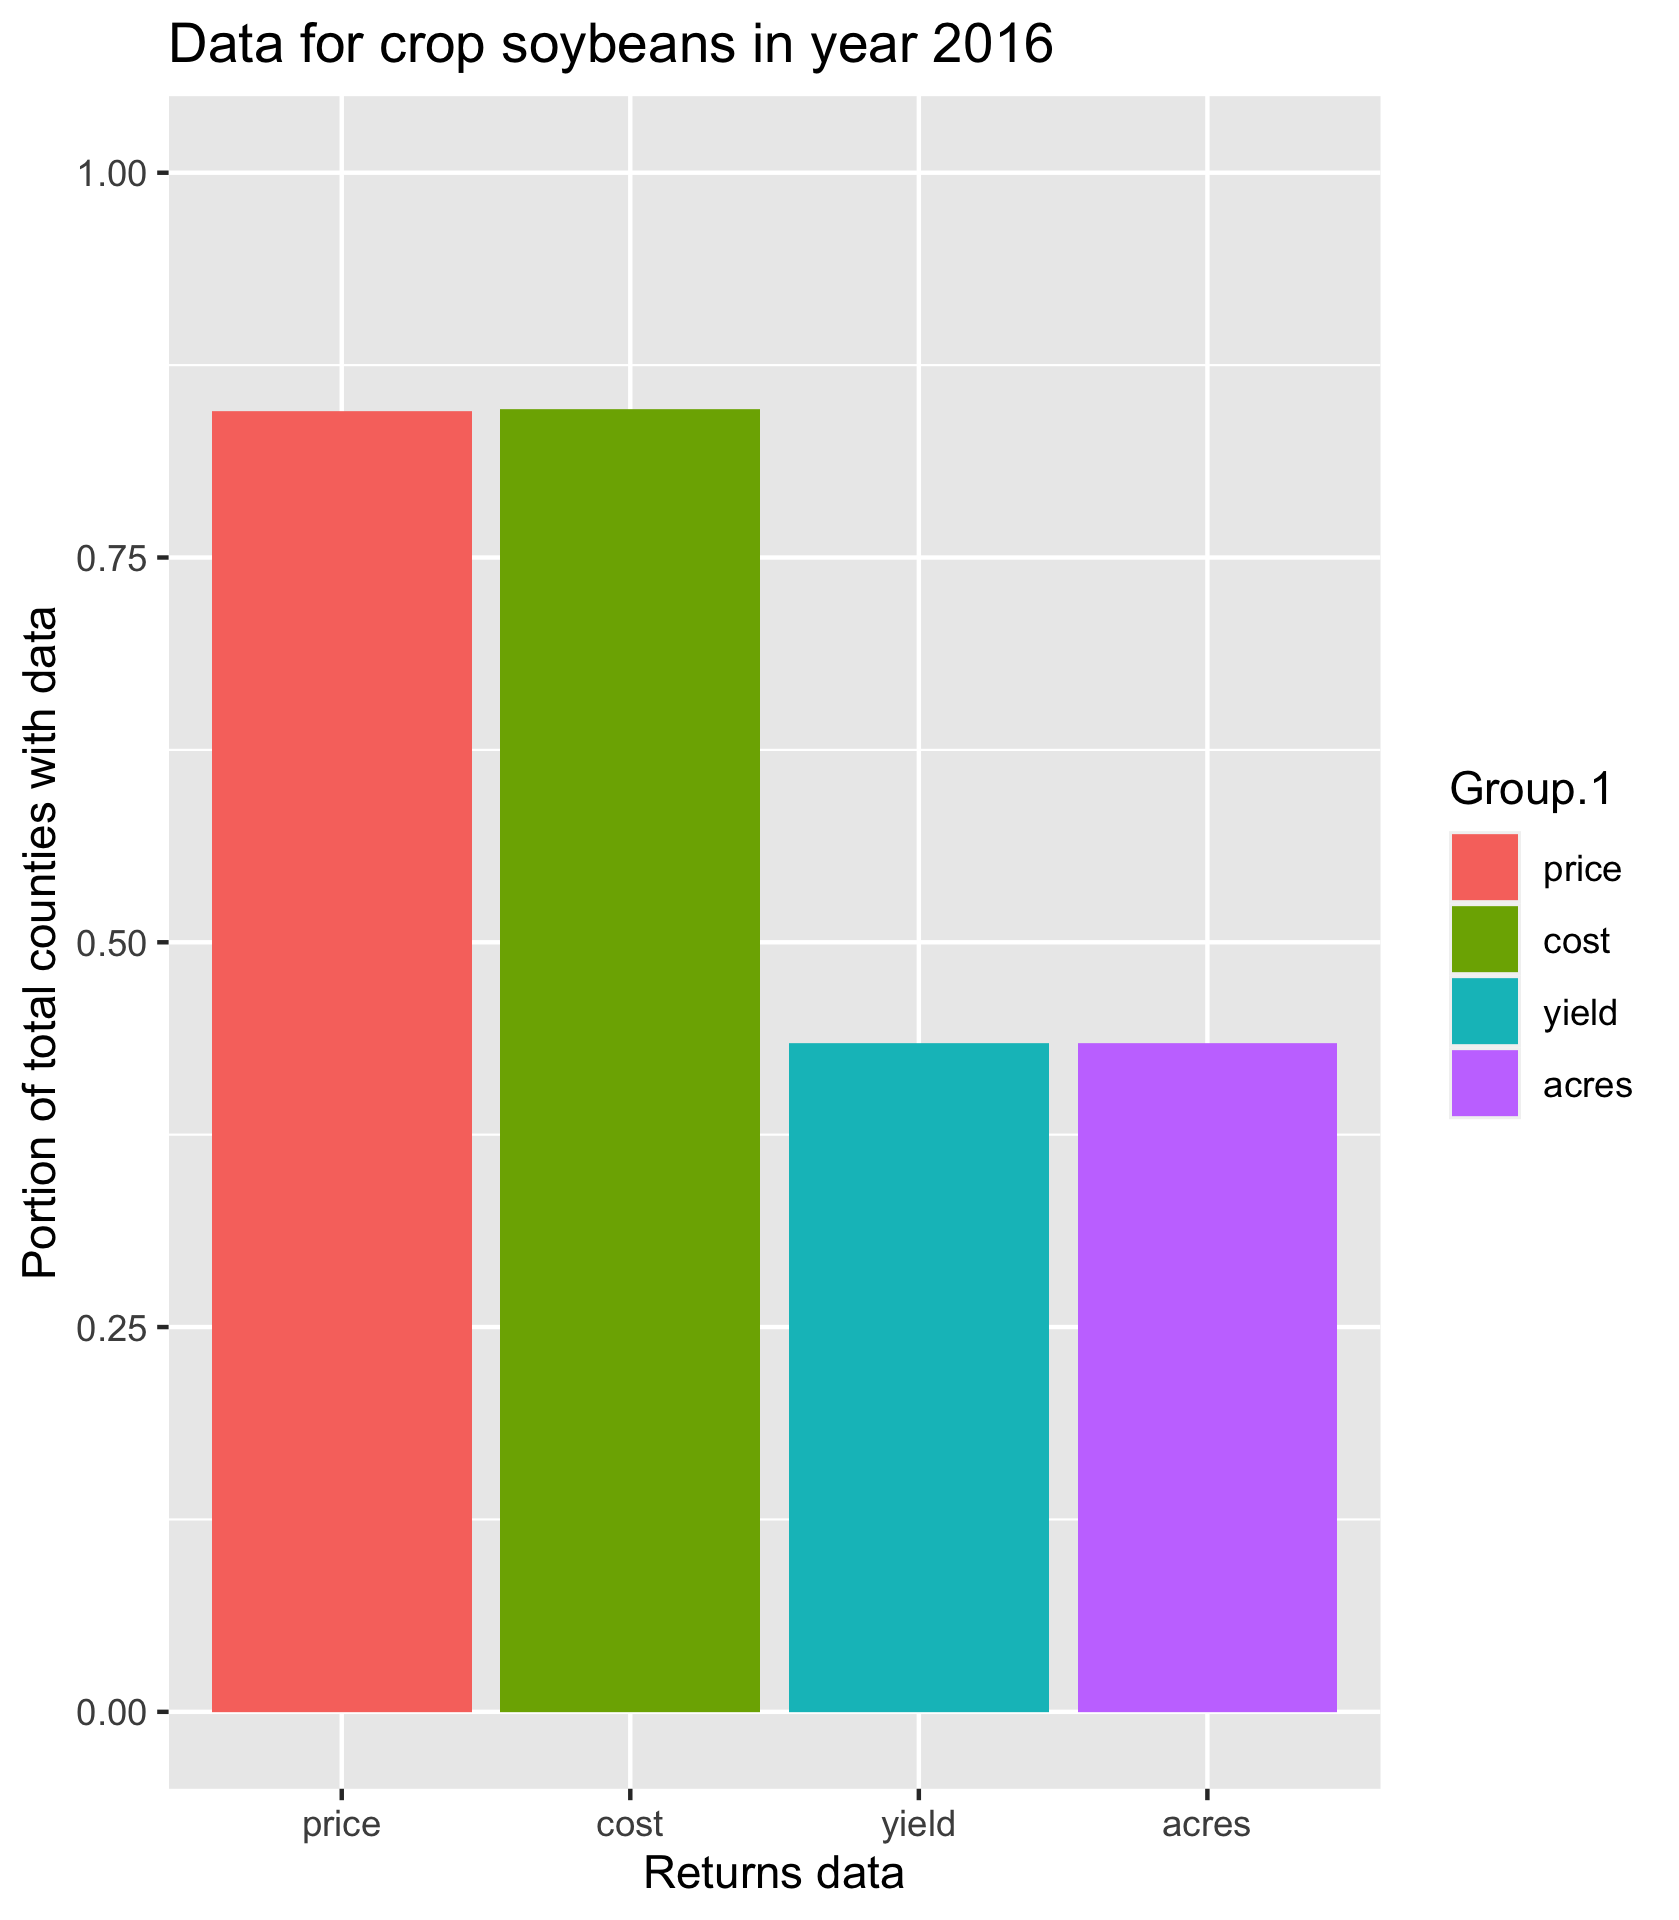 Data for crop soybeans in year 2016
Portion of total counties with data
1.00
0.75
0.50
0.25
0.00
price cost yield acres
Returns data
Group.1
price
cost
yield
acres